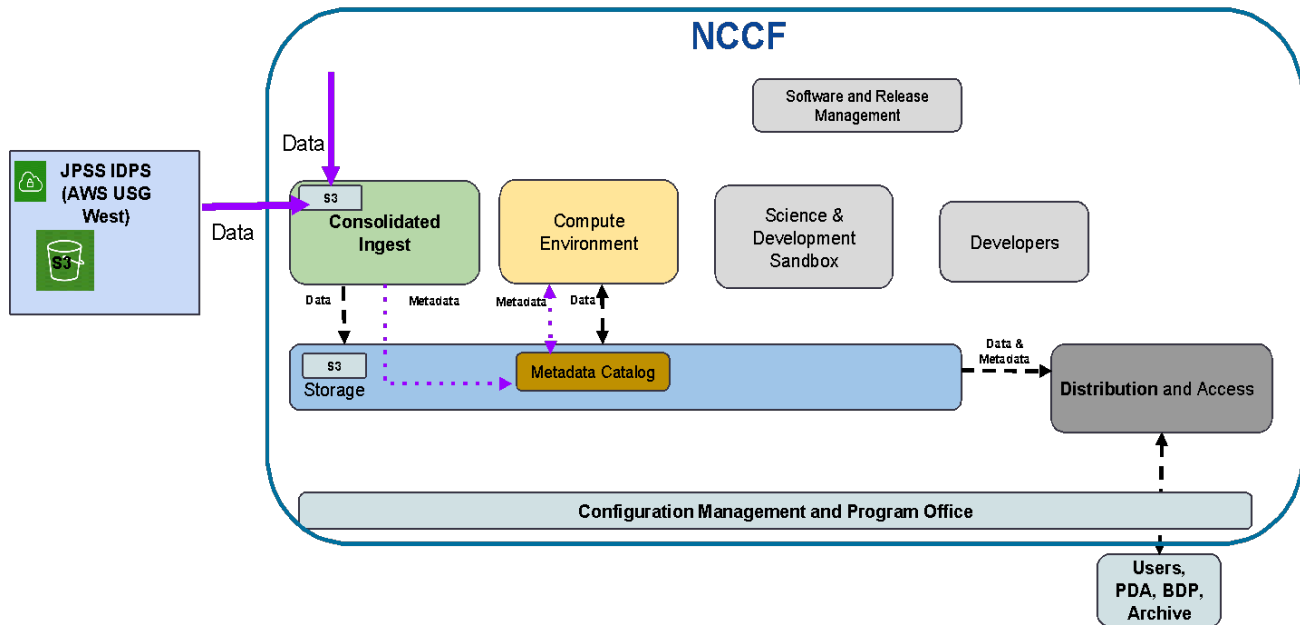 NCCF
Software and Release
Management
Data
JPSS IDPS
(AWS USG
West)
S3
Data
S3
Consolidated
Ingest
Compute
Environment
Science &
Development
Sandbox
Developers
Data
Metadata
Metadata
Data
S3
Storage
Metadata Catalog
Data &
Metadata
Distribution and Access
Configuration Management and Program Office
Users,
PDA, BDP,
Archive